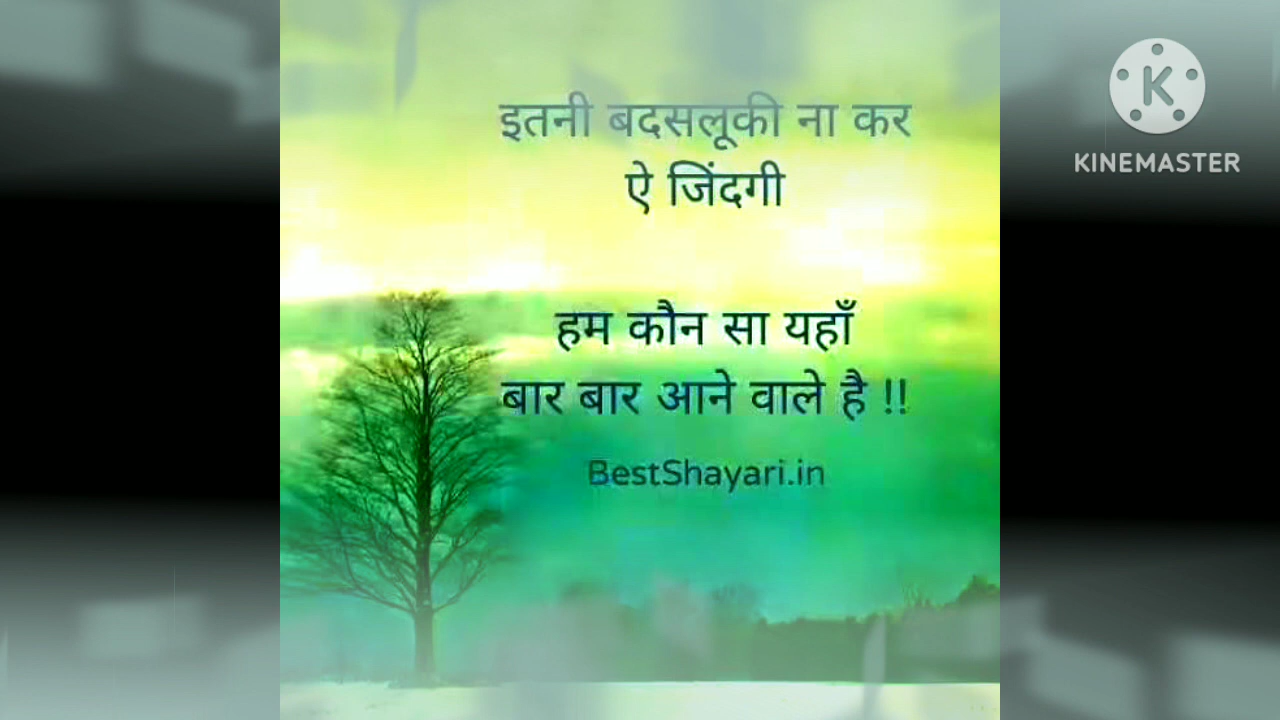 इतनी बदसलूकी ना कर
ऐ जिंदगी
हम कौन सा यहाँ
बार बार आने वाले है !!
BestShayari.in
K
KINEMASTER